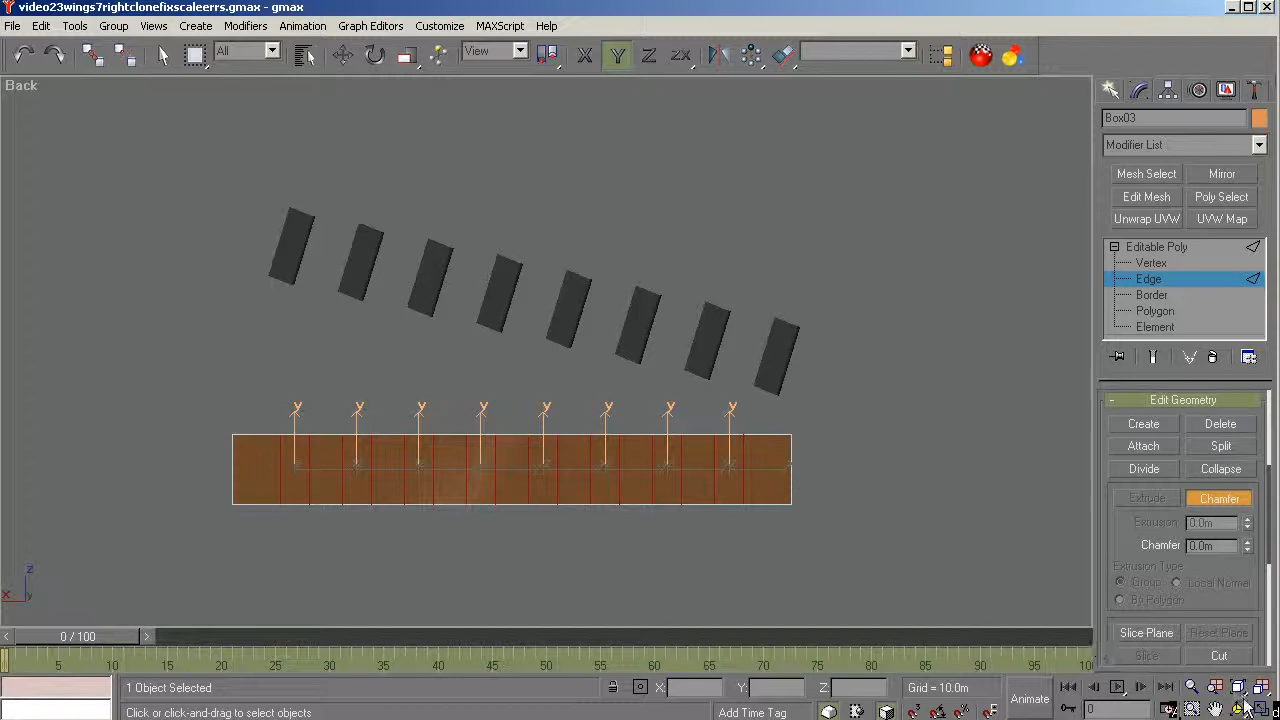 video23wings7rightclonefixscaleerrs.gmax - gmax
File Edit Tools Group Views Create Modifiers Animation Graph Editors Customize MAXScript Help
All View X Y Z ZX
Back
Box03
Modifier List
Mesh Select Mirror
Edit Mesh Poly Select
Unwrap UVW UVW Map
Editable Poly
Vertex
Edge
Border
Polygon
Element
- Edit Geometry
Create Delete
Attach Split
Divide Collapse
Extrude Chamfer
Extrusion 0.0m
Chamfer 0.0m
Extrusion Type
Group Local Normal
By Polygon
Slice Plane Reset Plane
Slice Cut
y y y y y y y y
z
x y
< 0 / 100 >
5 10 15 20 25 30 35 40 45 50 55 60 65 70 75 80 85 90 95 100
1 Object Selected X: Y: Z: Grid = 10.0m Animate
Click or click-and-drag to select objects Add Time Tag 0